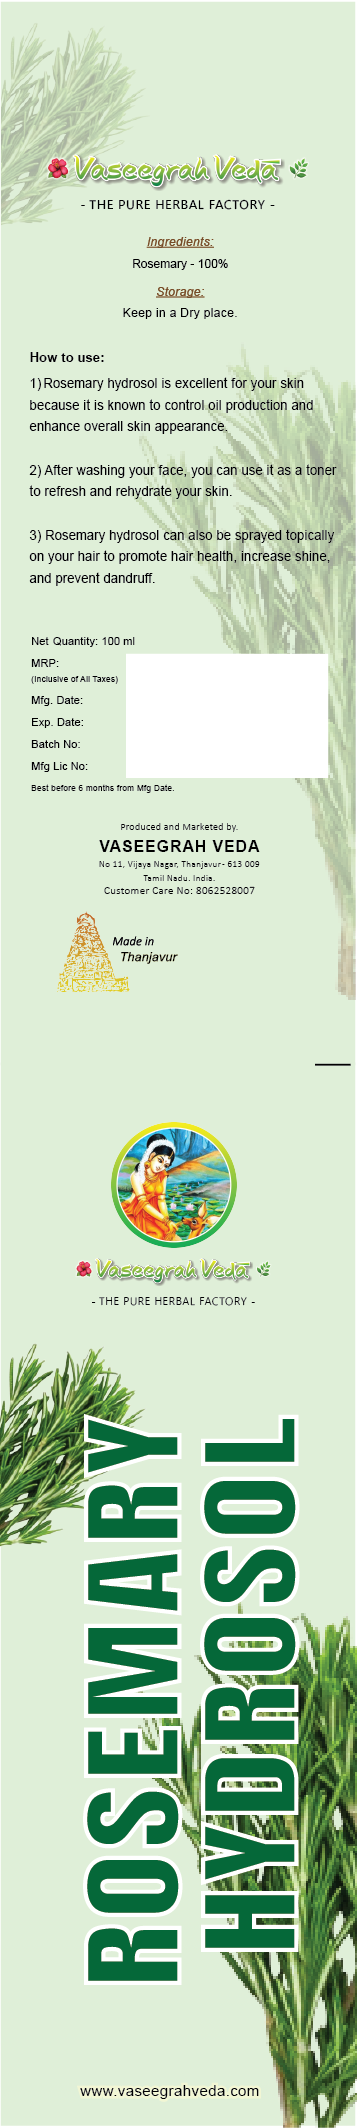 Vaseegrah Veda
- THE PURE HERBAL FACTORY -
Ingredients:
Rosemary - 100%
Storage:
Keep in a Dry place.
How to use:
1) Rosemary hydrosol is excellent for your skin
because it is known to control oil production and
enhance overall skin appearance.
2) After washing your face, you can use it as a toner
to refresh and rehydrate your skin.
3) Rosemary hydrosol can also be sprayed topically
on your hair to promote hair health, increase shine,
and prevent dandruff.
Net Quantity: 100 ml
MRP:
(Inclusive of All Taxes)
Mfg. Date:
Exp. Date:
Batch No:
Mfg Lic No:
Best before 6 months from Mfg Date.
Produced and Marketed by.
VASEEGRAH VEDA
No 11, Vijaya Nagar, Thanjavur - 613 009
Tamil Nadu. India.
Customer Care No: 8062528007
Made in
Thanjavur
Vaseegrah Veda
- THE PURE HERBAL FACTORY -
ROSEMARY
HYDROSOL
www.vaseegrahveda.com